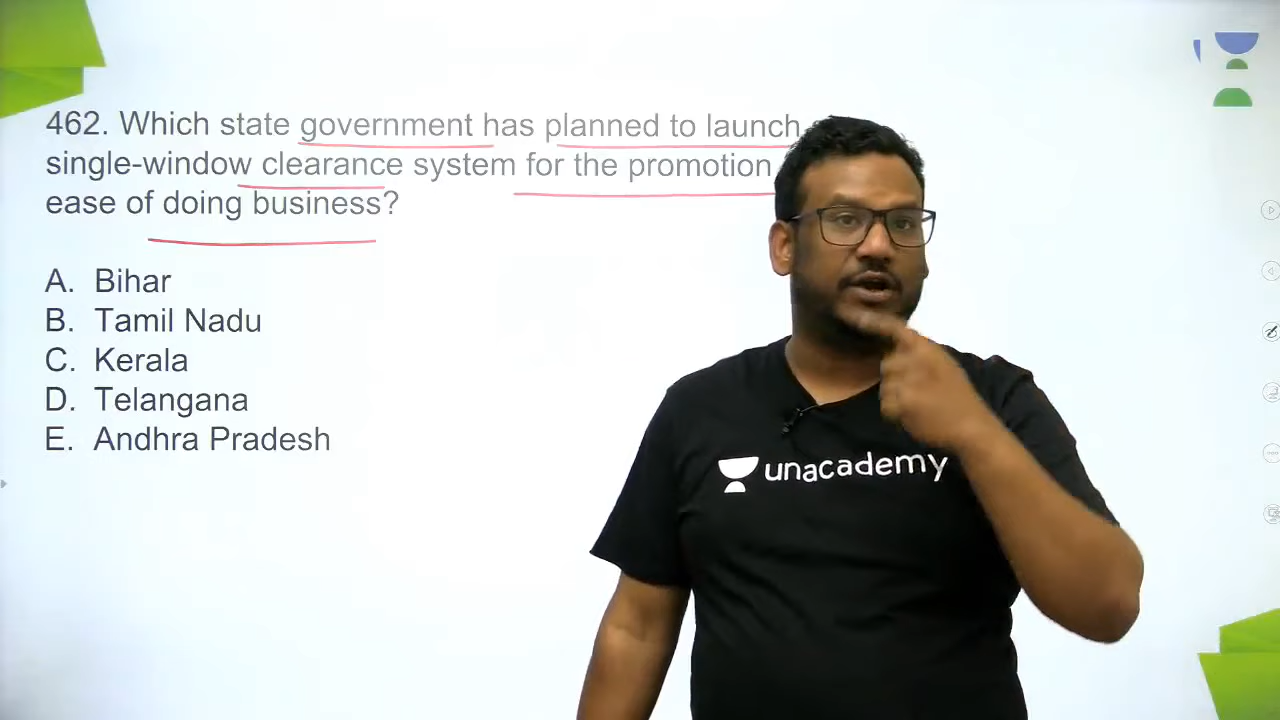 462. Which state government has planned to launch
single-window clearance system for the promotion
ease of doing business?
A. Bihar
B. Tamil Nadu
C. Kerala
D. Telangana
E. Andhra Pradesh
unacademy